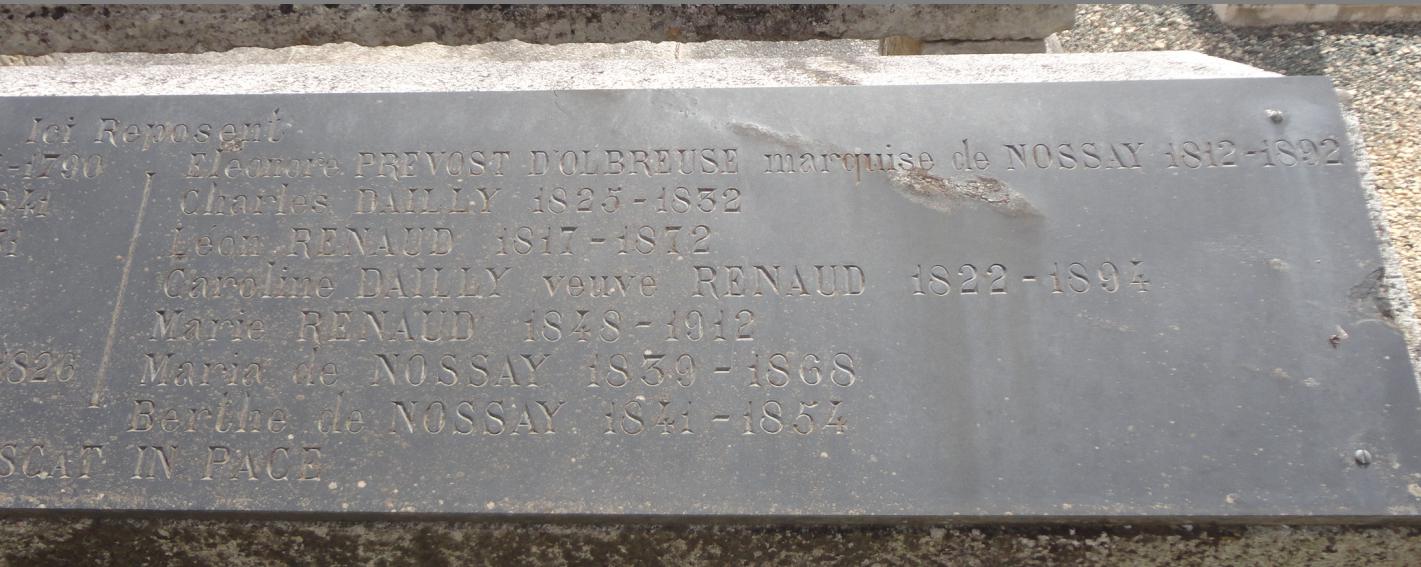 Ici Reposent
-1790 Eléonore PREVOST D'OLBREUSE marquise de NOSSAY 1812-1892
841 Charles DAILLY 1825-1832
Léon RENAUD 1817-1872
Caroline DAILLY veuve RENAUD 1822-1894
Marie RENAUD 1848-1912
1826 Maria de NOSSAY 1839-1868
Berthe de NOSSAY 1841-1854
SCAT IN PACE